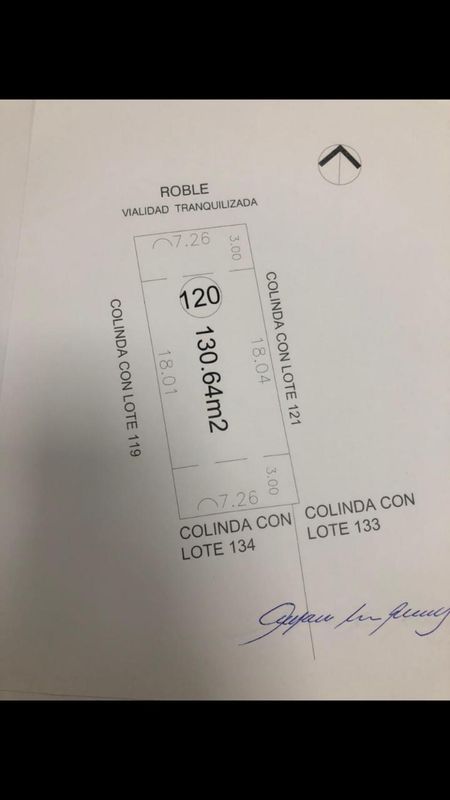 ROBLE
VIALIDAD TRANQUILIZADA
7.26
3.00
120
130.64m2
18.01
18.04
COLINDA CON LOTE 119
COLINDA CON LOTE 121
3.00
7.26
COLINDA CON
LOTE 134
COLINDA CON
LOTE 133